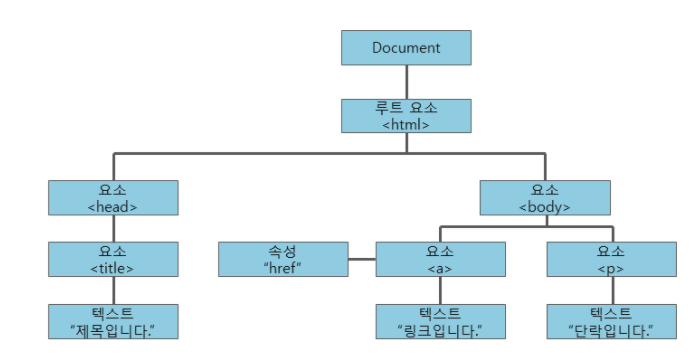 Document
루트 요소
<html>
요소
<head>
요소
<body>
요소
<title>
속성
“href”
요소
<a>
요소
<p>
텍스트
“제목입니다.”
텍스트
“링크입니다.”
텍스트
“단락입니다.”